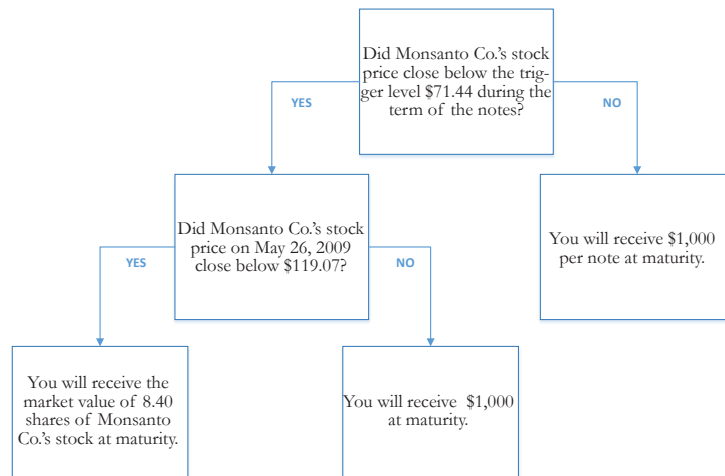 Did Monsanto Co.'s stock
price close below the trig-
ger level $71.44 during the
term of the notes?
YES
NO
Did Monsanto Co.'s stock
price on May 26, 2009
close below $119.07?
You will receive $1,000
per note at maturity.
YES
NO
You will receive the
market value of 8.40
shares of Monsanto
Co.'s stock at maturity.
You will receive $1,000
at maturity.